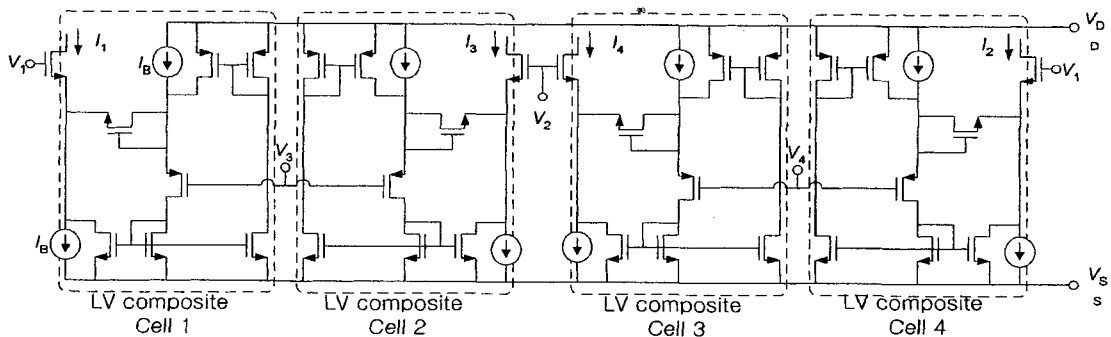 I1
IB
I3
I4
I2
VD
D
V1
V1
V2
V3
V4
IB
VS
S
LV composite
Cell 1
LV composite
Cell 2
LV composite
Cell 3
LV composite
Cell 4